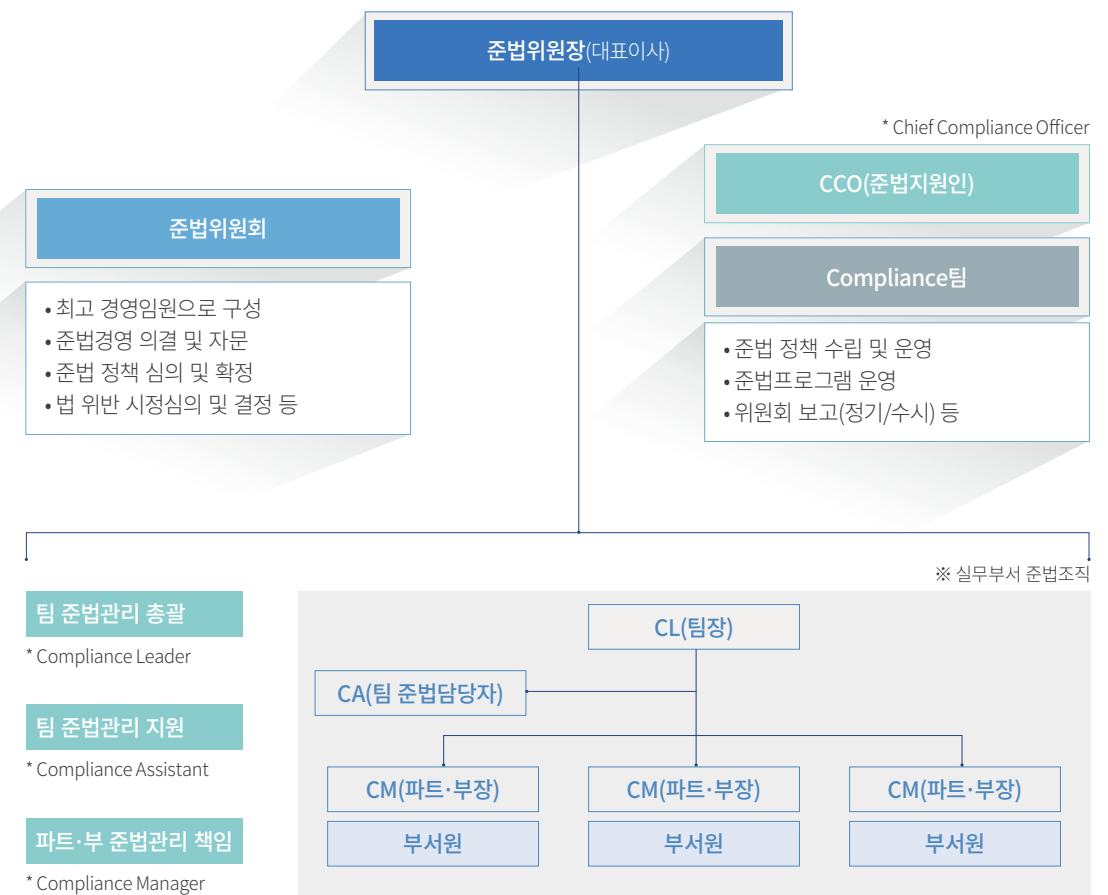 준법위원장(대표이사)
* Chief Compliance Officer
CCO(준법지원인)
준법위원회
Compliance팀
• 최고 경영임원으로 구성
• 준법경영 의결 및 자문
• 준법 정책 심의 및 확정
• 법 위반 시정심의 및 결정 등
• 준법 정책 수립 및 운영
• 준법프로그램 운영
• 위원회 보고(정기/수시) 등
※ 실무부서 준법조직
팀 준법관리 총괄
* Compliance Leader
팀 준법관리 지원
* Compliance Assistant
파트·부 준법관리 책임
* Compliance Manager
CL(팀장)
CA(팀 준법담당자)
CM(파트·부장)
CM(파트·부장)
CM(파트·부장)
부서원
부서원
부서원